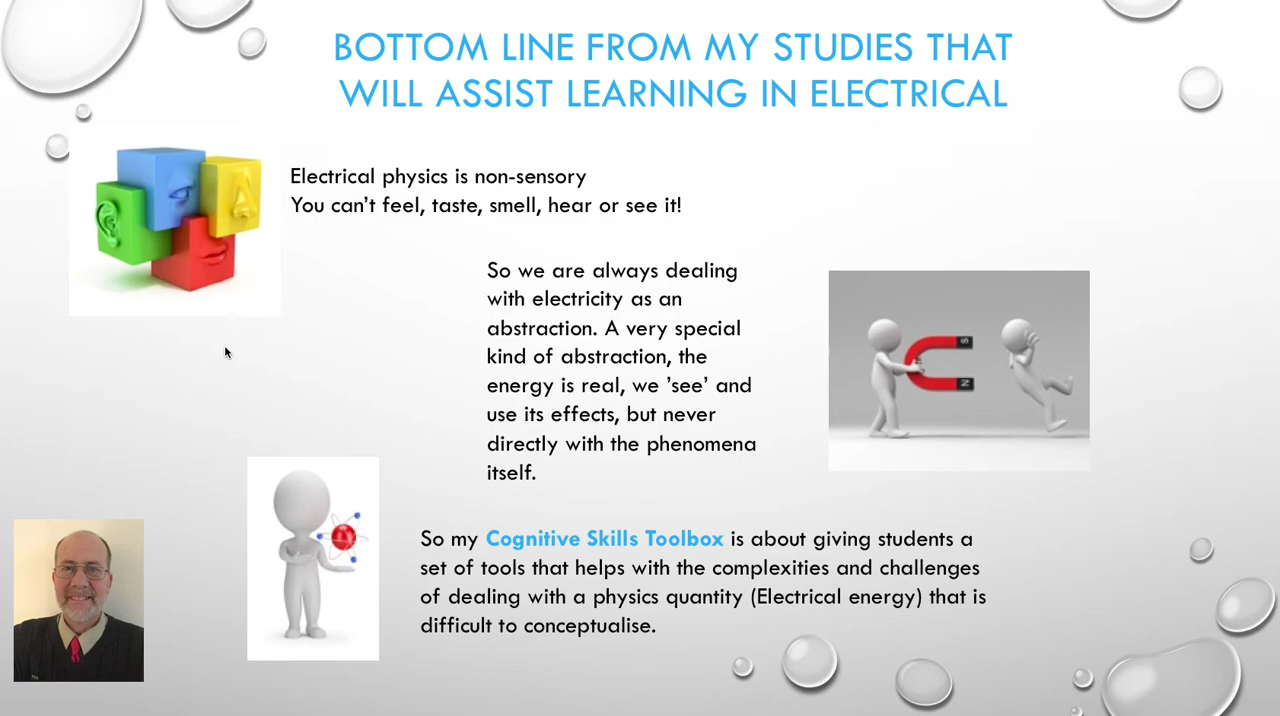 BOTTOM LINE FROM MY STUDIES THAT
WILL ASSIST LEARNING IN ELECTRICAL
Electrical physics is non-sensory
You can't feel, taste, smell, hear or see it!
So we are always dealing
with electricity as an
abstraction. A very special
kind of abstraction, the
energy is real, we 'see' and
use its effects, but never
directly with the phenomena
itself.
S
N
So my Cognitive Skills Toolbox is about giving students a
set of tools that helps with the complexities and challenges
of dealing with a physics quantity (Electrical energy) that is
difficult to conceptualise.